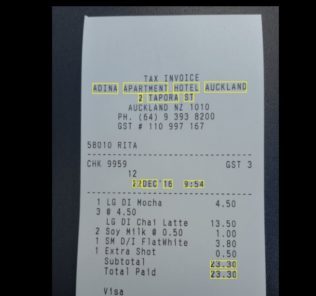 TAX INVOICE
ADINA APARTMENT HOTEL AUCKLAND
2 TAPORA ST
AUCKLAND NZ 1010
PH. (64) 9 393 8200
GST # 110 997 167
58010 RITA
CHK 9959 GST 3
12
22DEC'16 9:54
1 LG DI Mocha 4.50
3 @ 4.50
LG DI Chai Latte 13.50
2 Soy Milk @ 0.50 1.00
1 SM D/I FlatWhite 3.80
1 Extra Shot 0.50
Subtotal 23.30
Total Paid 23.30
Visa